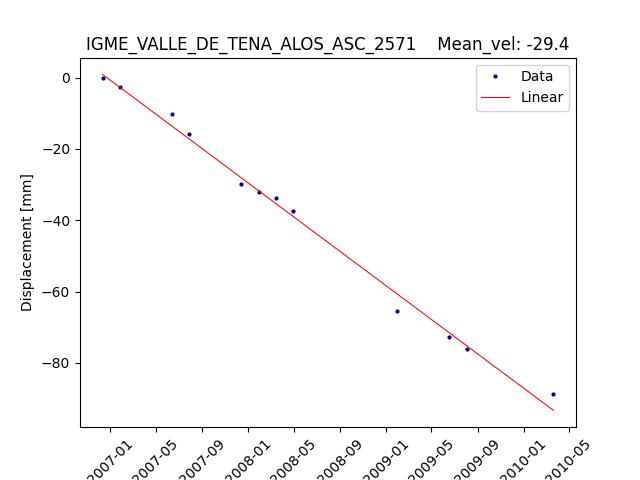 IGME_VALLE_DE_TENA_ALOS_ASC_2571    Mean_vel: -29.4
Displacement [mm]
0
−20
−40
−60
−80
Data
Linear
2007-01 2007-05 2007-09 2008-01 2008-05 2008-09 2009-01 2009-05 2009-09 2010-01 2010-05